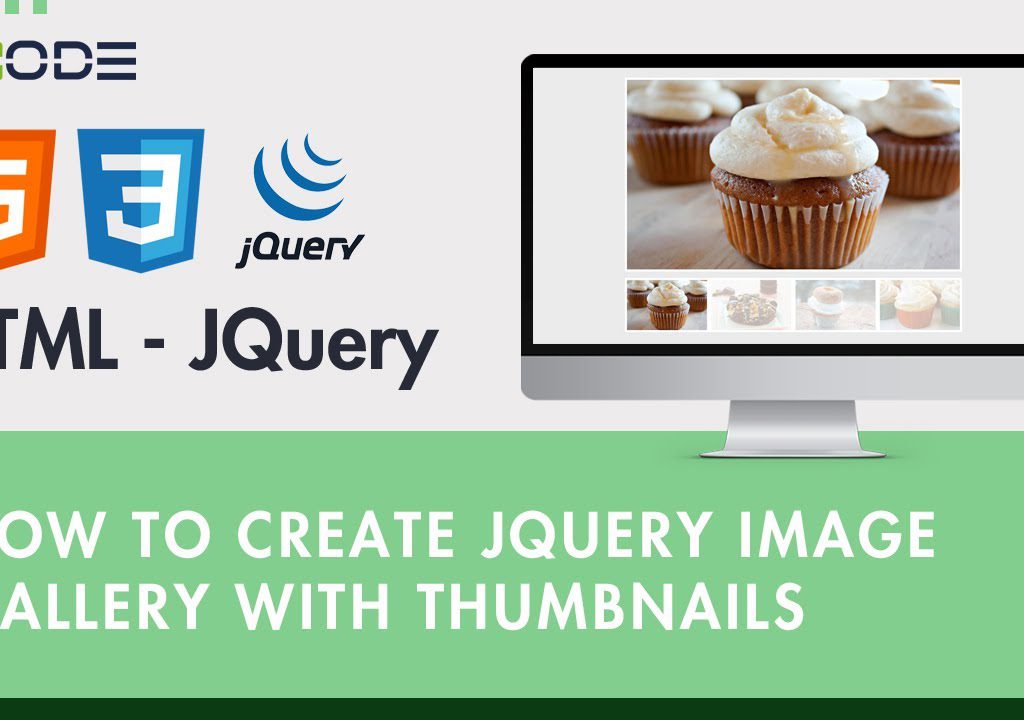 CODE
jQuery
TML - JQuery
OW TO CREATE JQUERY IMAGE
ALLERY WITH THUMBNAILS